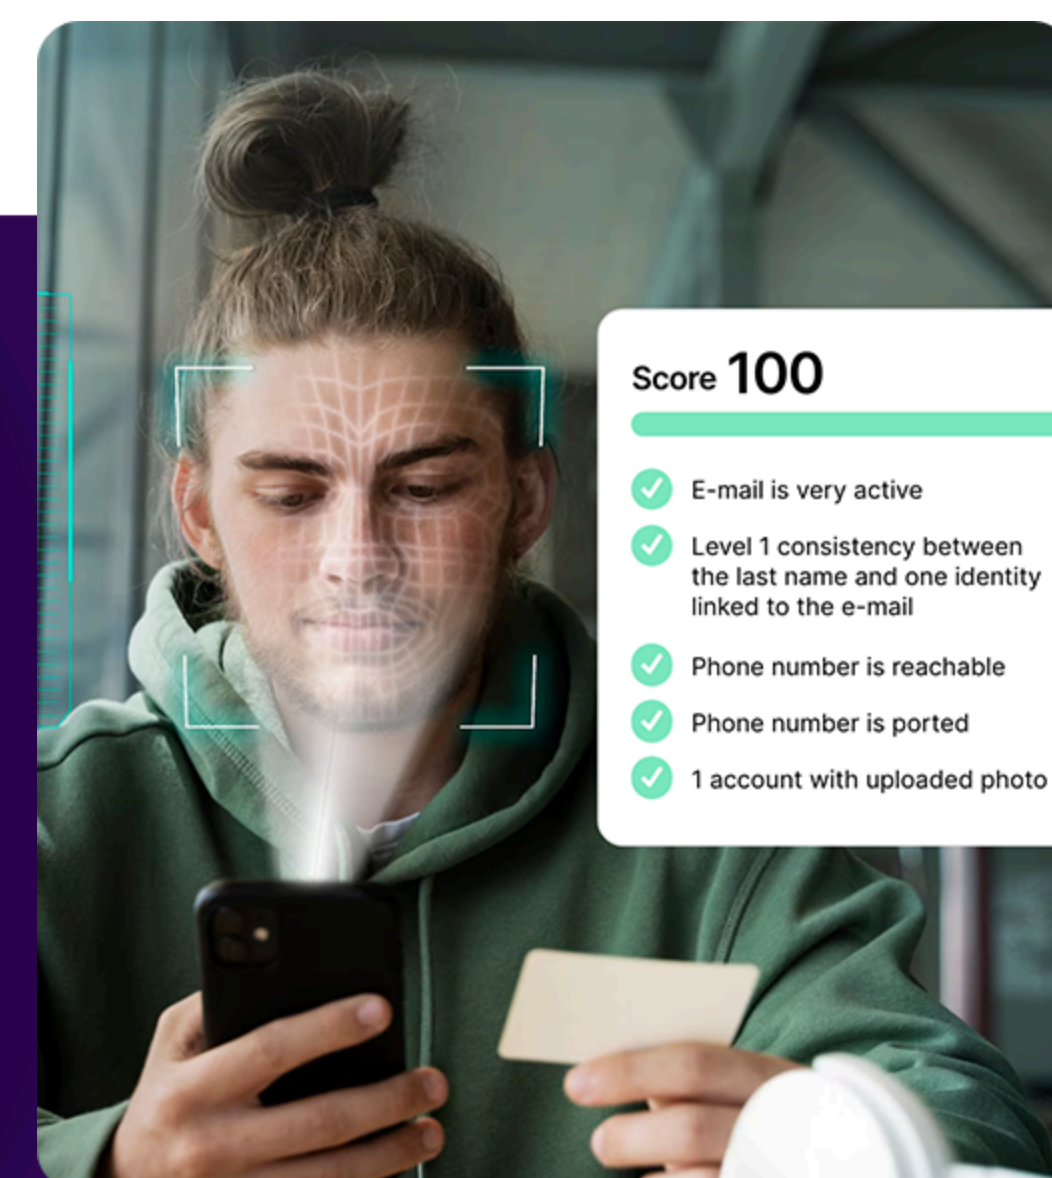 Score 100
E-mail is very active
Level 1 consistency between
the last name and one identity
linked to the e-mail
Phone number is reachable
Phone number is ported
1 account with uploaded photo